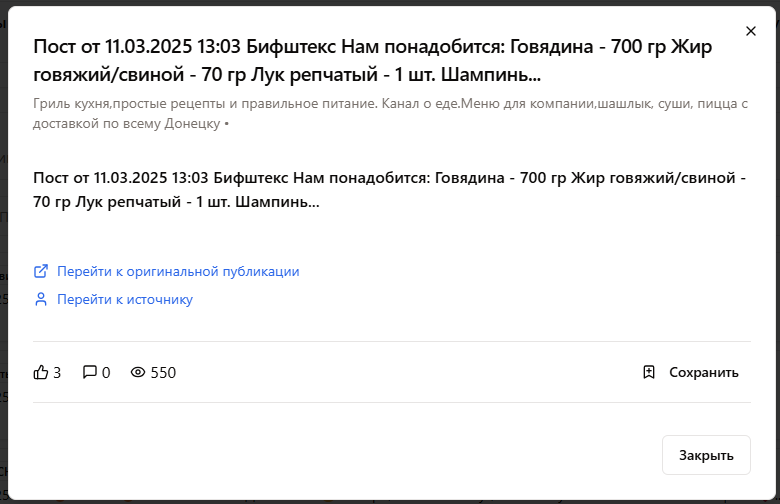 Пост от 11.03.2025 13:03 Бифштекс Нам понадобится: Говядина - 700 гр Жир
говяжий/свиной - 70 гр Лук репчатый - 1 шт. Шампинь...
Гриль кухня,простые рецепты и правильное питание. Канал о еде.Меню для компании,шашлык, суши, пицца с
доставкой по всему Донецку •
Пост от 11.03.2025 13:03 Бифштекс Нам понадобится: Говядина - 700 гр Жир говяжий/свиной -
70 гр Лук репчатый - 1 шт. Шампинь...
Перейти к оригинальной публикации
Перейти к источнику
3 0 550 Сохранить
Закрыть